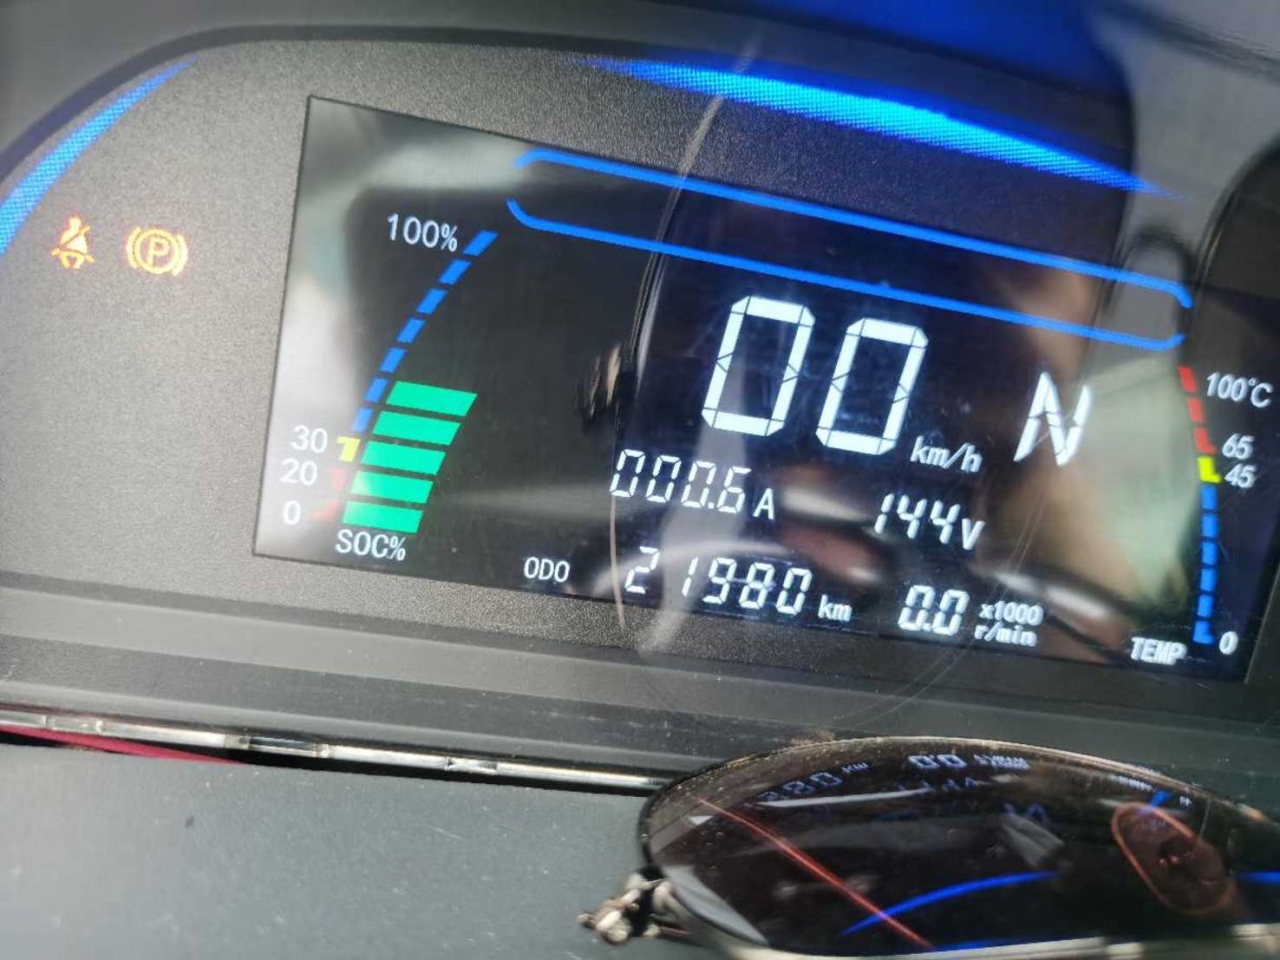 P
100%
30
20
0
SOC%
00 km/h
N
000.6 A
144V
ODO 21980 km
0.0 x1000 r/min
100°C
65
45
0
TEMP